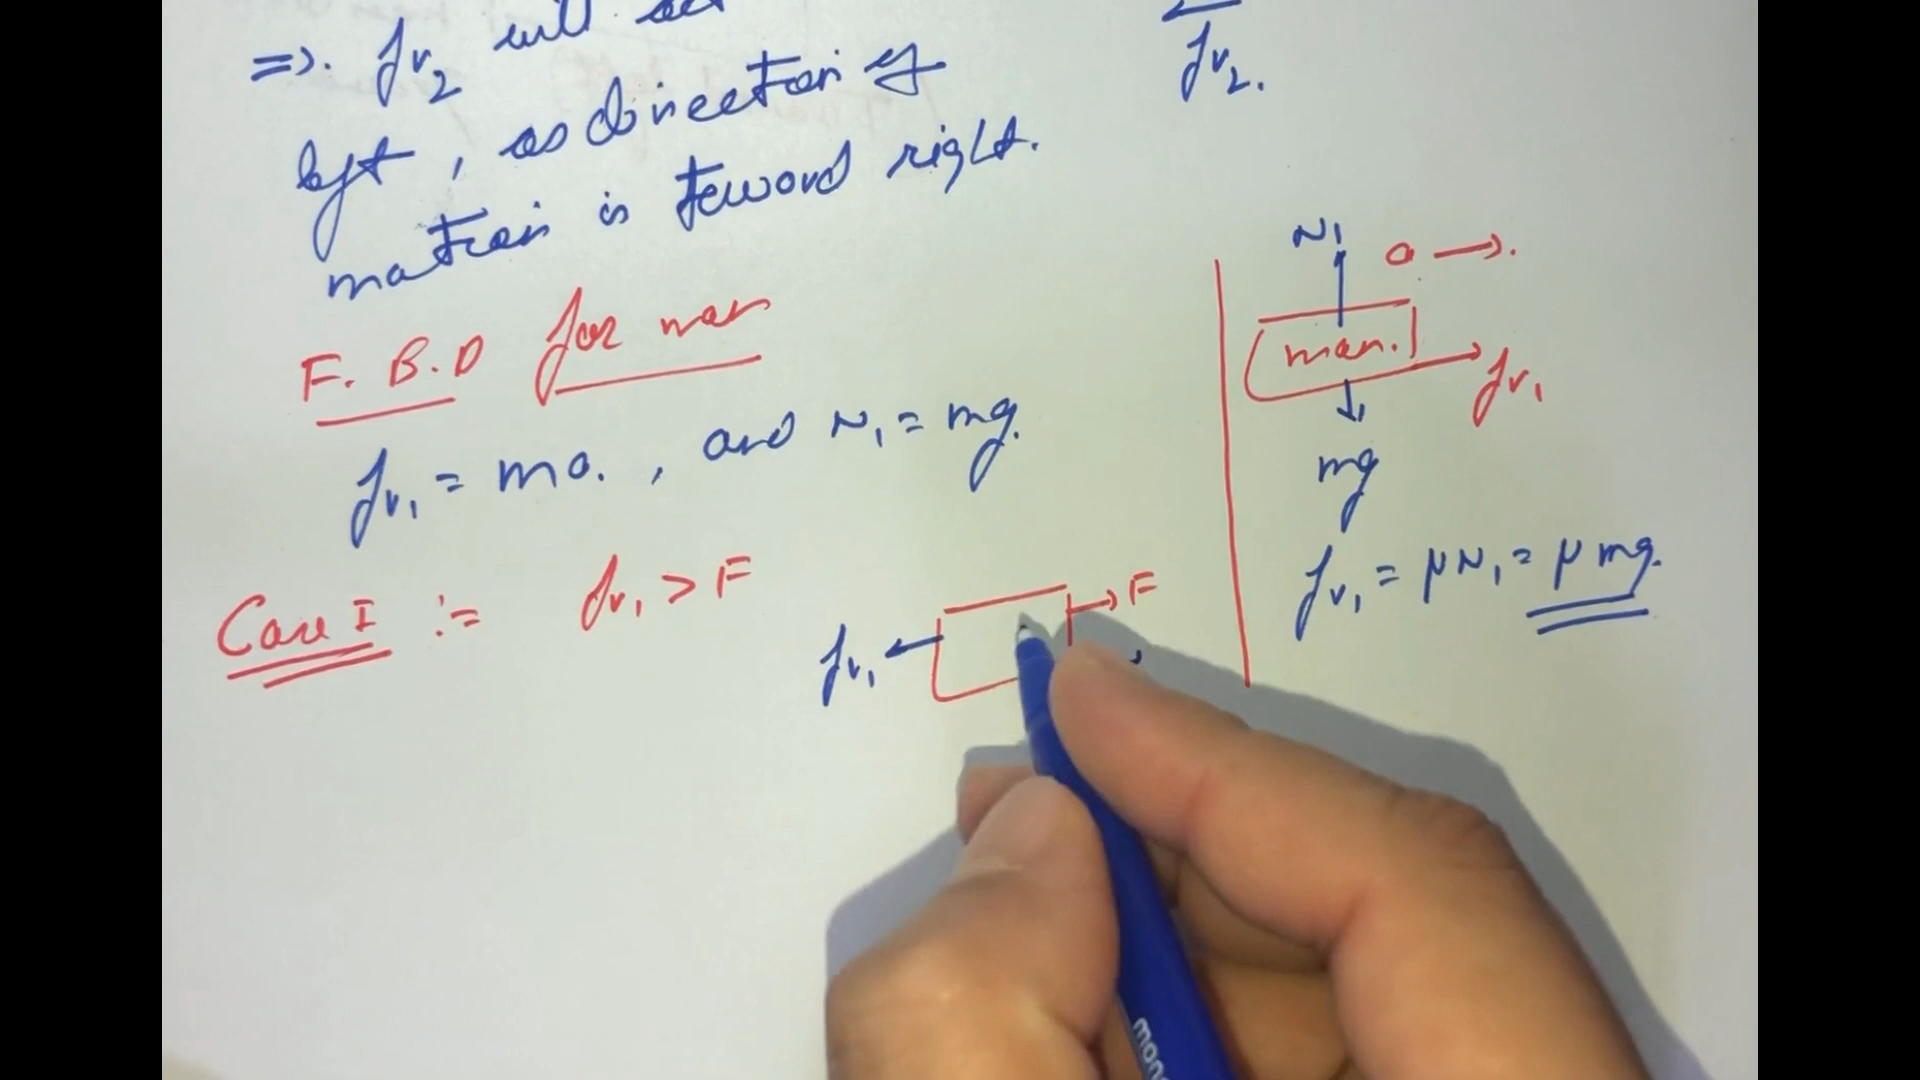 =>. fr2 will act
left, as direction of
motion is toward right.
fr2.
F.B.D for man
fr1 = ma. , and N1 = mg.
N1 a →.
man.
fr1
mg
fr1 = μN1 = μmg.
Case I := fr1 > F
F
fr1
mono